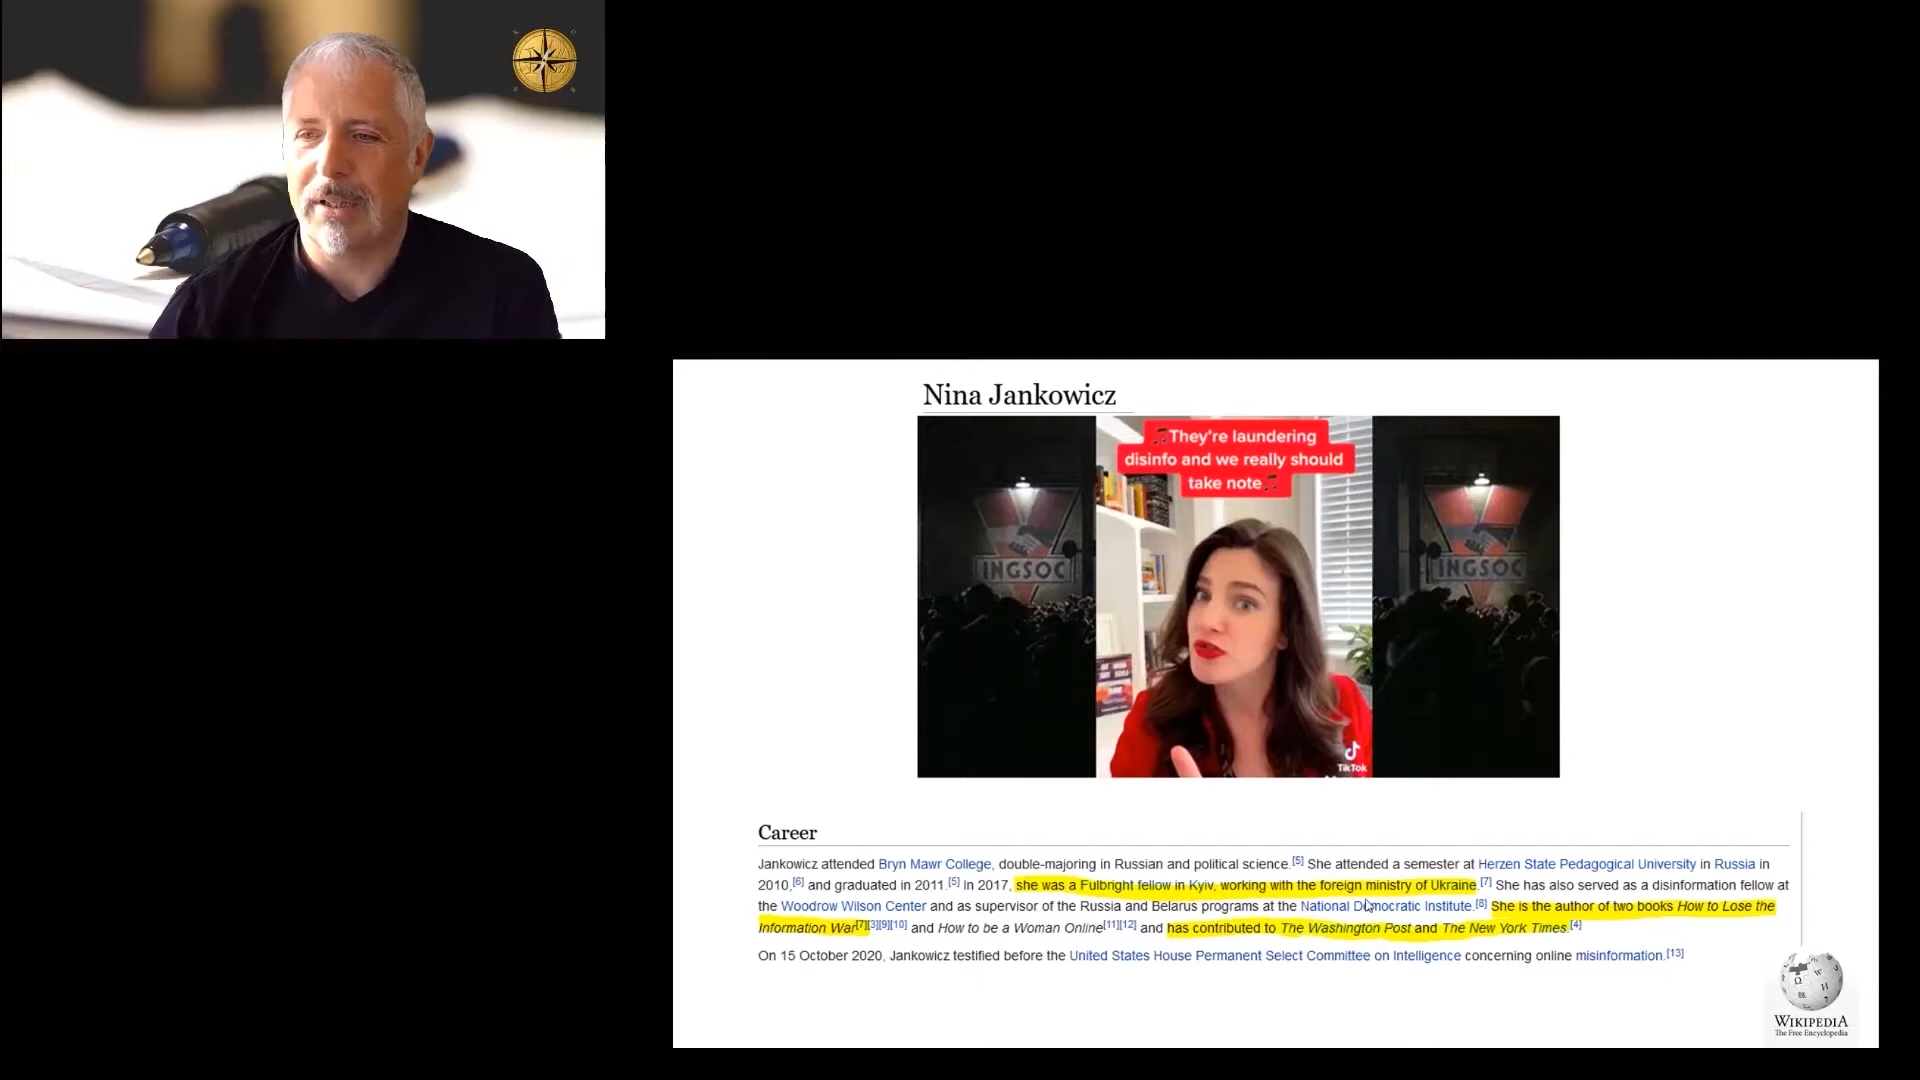 Nina Jankowicz
🎵They're laundering
disinfo and we really should
take note🎵
INGSOC
INGSOC
TikTok
Career
Jankowicz attended Bryn Mawr College, double-majoring in Russian and political science.[5] She attended a semester at Herzen State Pedagogical University in Russia in
2010,[6] and graduated in 2011.[5] In 2017, she was a Fulbright fellow in Kyiv, working with the foreign ministry of Ukraine.[7] She has also served as a disinformation fellow at
the Woodrow Wilson Center and as supervisor of the Russia and Belarus programs at the National Democratic Institute.[8] She is the author of two books How to Lose the
Information War[7][3][9][10] and How to be a Woman Online[11][12] and has contributed to The Washington Post and The New York Times.[4]
On 15 October 2020, Jankowicz testified before the United States House Permanent Select Committee on Intelligence concerning online misinformation.[13]
WIKIPEDIA
The Free Encyclopedia